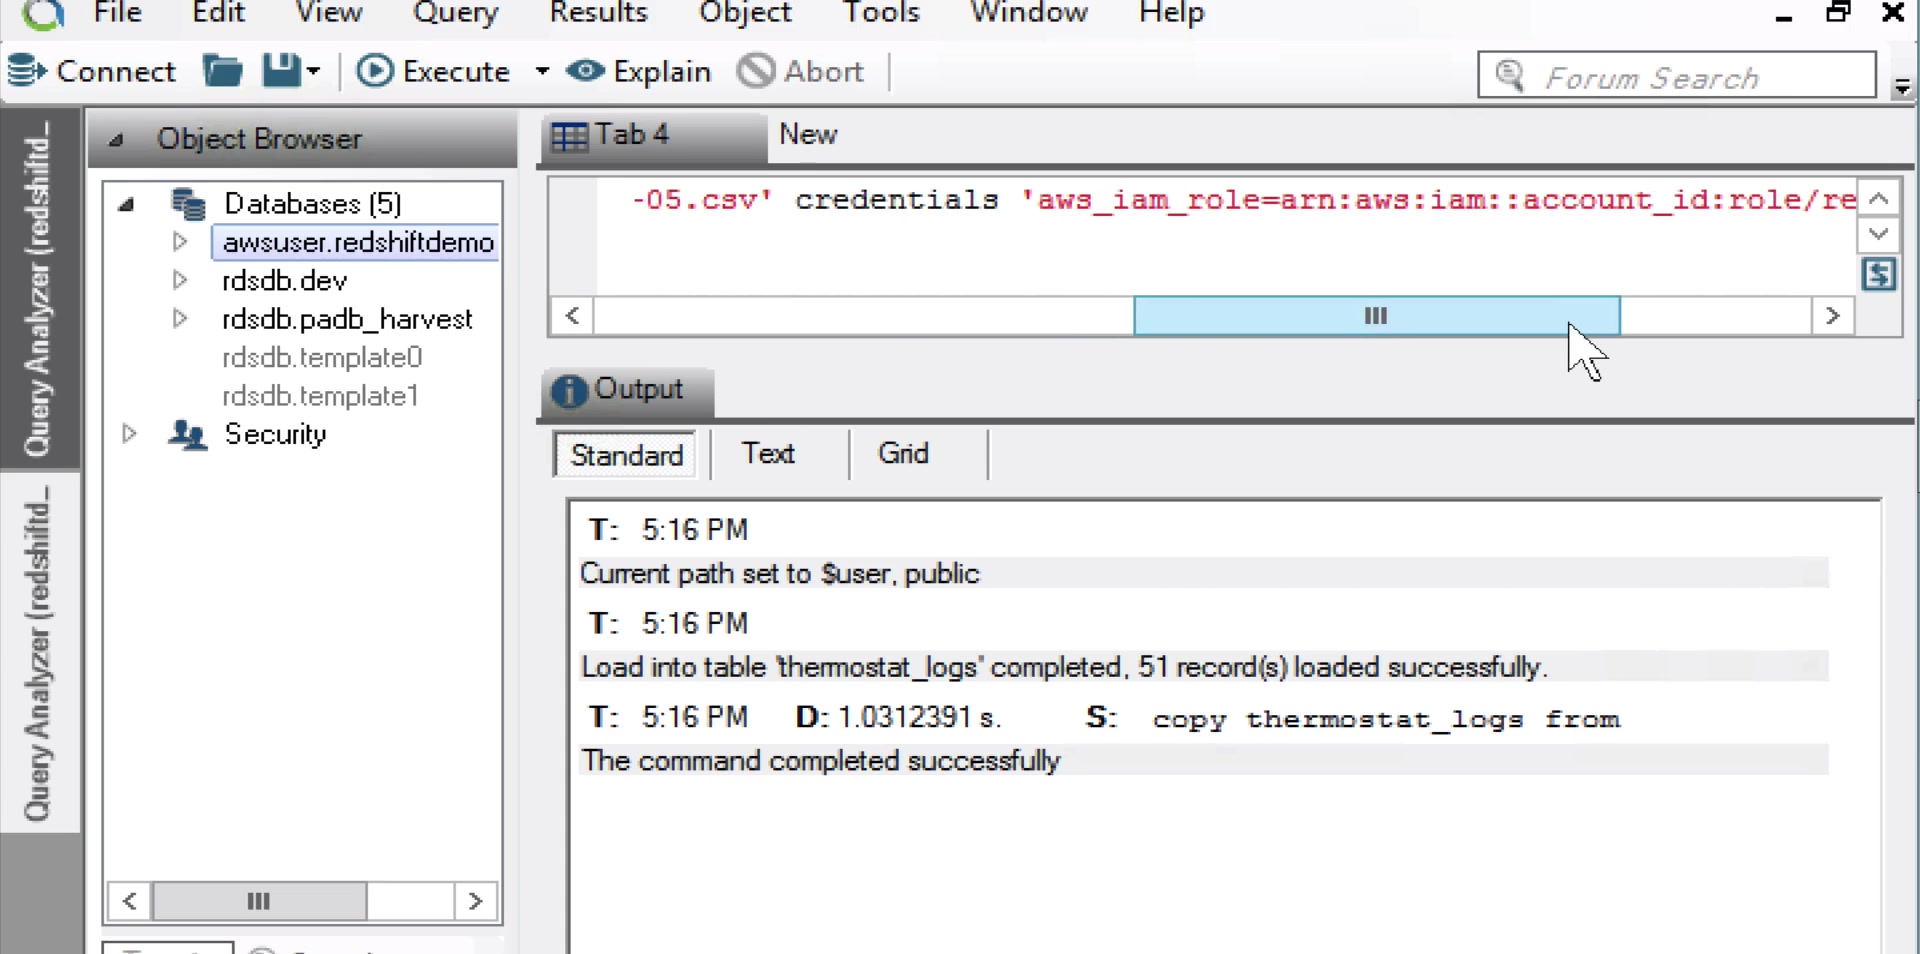 File Edit View Query Results Object Tools Window Help
Connect Execute Explain Abort Forum Search
Query Analyzer (redshiftd_
Query Analyzer (redshiftd_
Object Browser
Databases (5)
awsuser.redshiftdemo
rdsdb.dev
rdsdb.padb_harvest
rdsdb.template0
rdsdb.template1
Security
Tab 4 New
-05.csv' credentials 'aws_iam_role=arn:aws:iam::account_id:role/re
Output
Standard Text Grid
T: 5:16 PM
Current path set to $user, public
T: 5:16 PM
Load into table 'thermostat_logs' completed, 51 record(s) loaded successfully.
T: 5:16 PM D: 1.0312391 s. S: copy thermostat_logs from
The command completed successfully